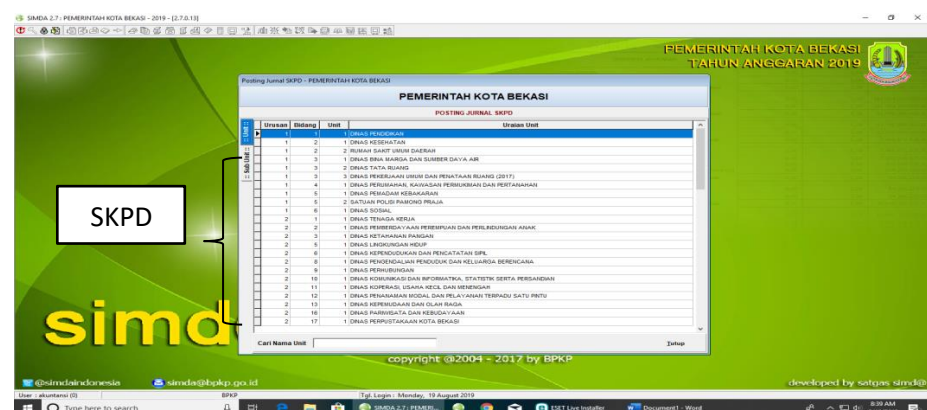 SIMDA 2.7 : PEMERINTAH KOTA BEKASI - 2019 - [2.7.0.13]
PEMERINTAH KOTA BEKASI
TAHUN ANGGARAN 2019
Posting Jurnal SKPD - PEMERINTAH KOTA BEKASI
PEMERINTAH KOTA BEKASI
POSTING JURNAL SKPD
:: Unit ::
:: Sub Unit ::
Urusan Bidang Unit Uraian Unit
1 1 1 DINAS PENDIDIKAN
1 2 1 DINAS KESEHATAN
1 2 2 RUMAH SAKIT UMUM DAERAH
1 3 1 DINAS BINA MARGA DAN SUMBER DAYA AIR
1 3 2 DINAS TATA RUANG
1 3 3 DINAS PEKERJAAN UMUM DAN PENATAAN RUANG (2017)
1 4 1 DINAS PERUMAHAN, KAWASAN PERMUKIMAN DAN PERTANAHAN
1 5 1 DINAS PEMADAM KEBAKARAN
1 5 2 SATUAN POLISI PAMONG PRAJA
1 6 1 DINAS SOSIAL
2 1 1 DINAS TENAGA KERJA
2 2 1 DINAS PEMBERDAYAAN PEREMPUAN DAN PERLINDUNGAN ANAK
2 3 1 DINAS KETAHANAN PANGAN
2 5 1 DINAS LINGKUNGAN HIDUP
2 6 1 DINAS KEPENDUDUKAN DAN PENCATATAN SIPIL
2 8 1 DINAS PENGENDALIAN PENDUDUK DAN KELUARGA BERENCANA
2 9 1 DINAS PERHUBUNGAN
2 10 1 DINAS KOMUNIKASI DAN INFORMATIKA, STATISTIK SERTA PERSANDIAN
2 11 1 DINAS KOPERASI, USAHA KECIL DAN MENENGAH
2 12 1 DINAS PENANAMAN MODAL DAN PELAYANAN TERPADU SATU PINTU
2 13 1 DINAS KEPEMUDAAN DAN OLAH RAGA
2 16 1 DINAS PARIWISATA DAN KEBUDAYAAN
2 17 1 DINAS PERPUSTAKAAN KOTA BEKASI
Cari Nama Unit
Tutup
SKPD
simd
copyright @2004 - 2017 by BPKP
@simdaindonesia simda@bpkp.go.id developed by satgas simd@
User : akuntansi (0) BPKP Tgl. Login : Monday, 19 August 2019
Type here to search SIMDA 2.7 : PEMERI... ESET Live Installer Document1 - Word 8:39 AM